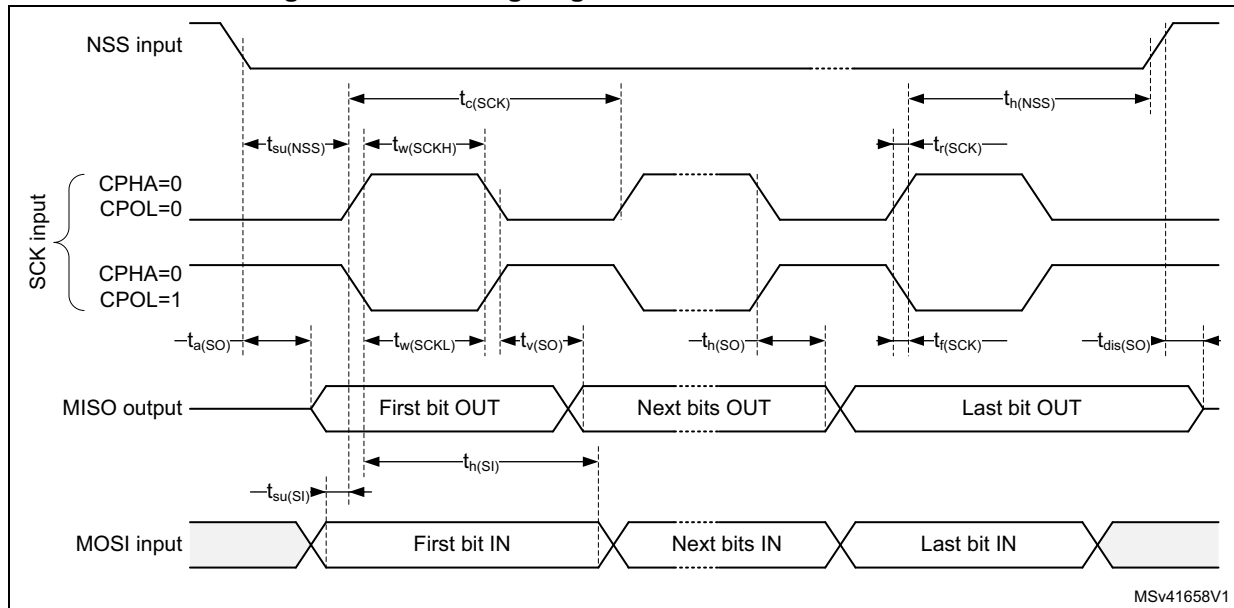 NSS input
tc(SCK)
th(NSS)
tsu(NSS)
tw(SCKH)
tr(SCK)
SCK input
CPHA=0
CPOL=0
CPHA=0
CPOL=1
ta(SO)
tw(SCKL)
tv(SO)
th(SO)
tf(SCK)
tdis(SO)
MISO output
First bit OUT
Next bits OUT
Last bit OUT
th(SI)
tsu(SI)
MOSI input
First bit IN
Next bits IN
Last bit IN
MSv41658V1